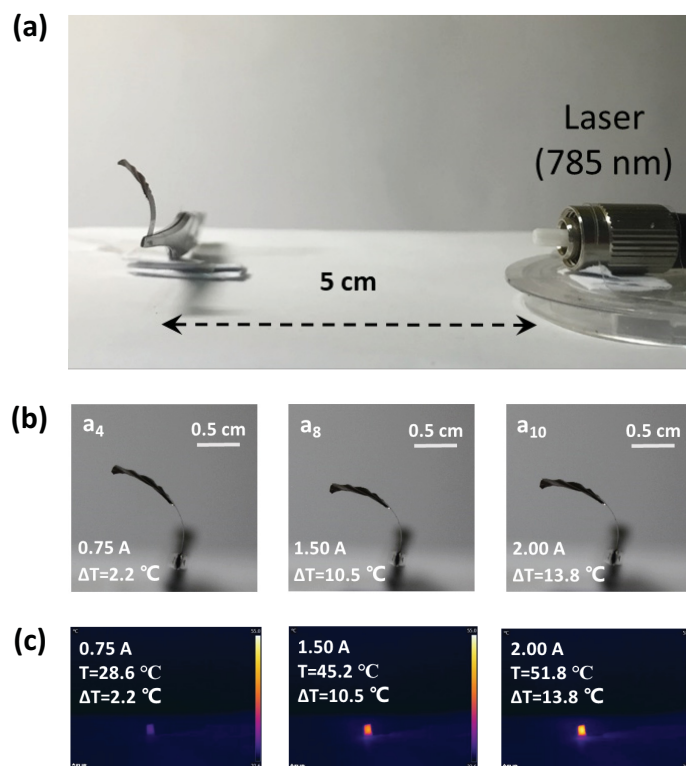 (a)
Laser
(785 nm)
5 cm
(b)
a4
0.5 cm
0.75 A
ΔT=2.2 ℃
a8
0.5 cm
1.50 A
ΔT=10.5 ℃
a10
0.5 cm
2.00 A
ΔT=13.8 ℃
(c)
0.75 A
T=28.6 ℃
ΔT=2.2 ℃
1.50 A
T=45.2 ℃
ΔT=10.5 ℃
2.00 A
T=51.8 ℃
ΔT=13.8 ℃